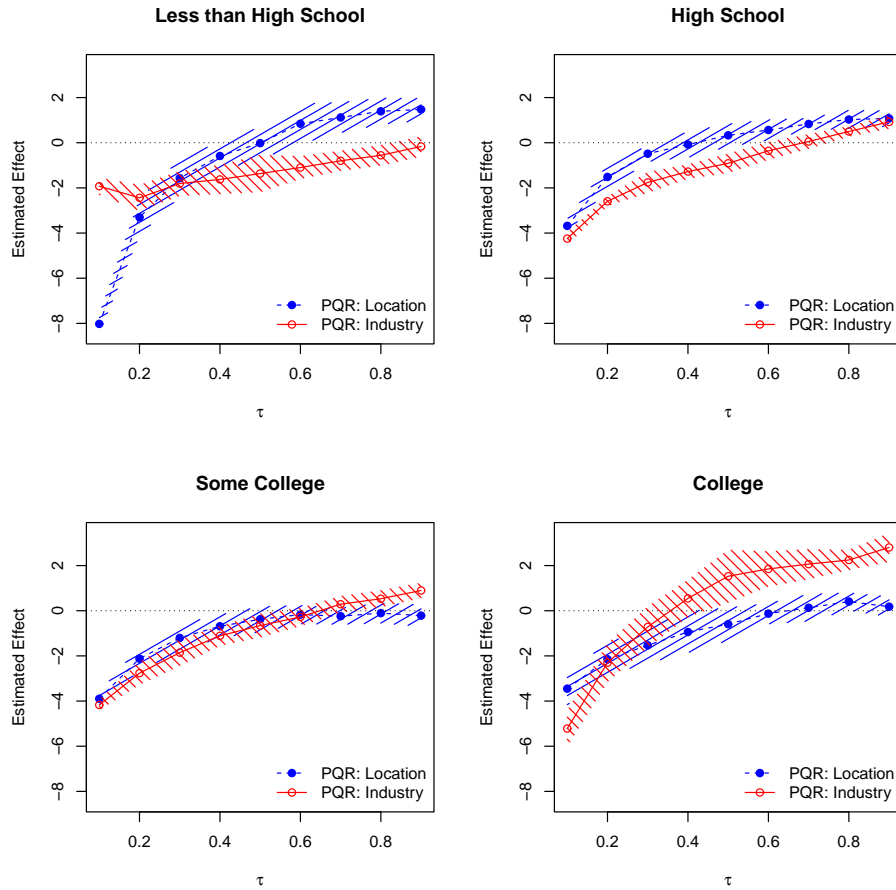 Less than High School
Estimated Effect
2
0
−2
−4
−6
−8
PQR: Location
PQR: Industry
0.2 0.4 0.6 0.8
τ
High School
Estimated Effect
2
0
−2
−4
−6
−8
PQR: Location
PQR: Industry
0.2 0.4 0.6 0.8
τ
Some College
Estimated Effect
2
0
−2
−4
−6
−8
PQR: Location
PQR: Industry
0.2 0.4 0.6 0.8
τ
College
Estimated Effect
2
0
−2
−4
−6
−8
PQR: Location
PQR: Industry
0.2 0.4 0.6 0.8
τ